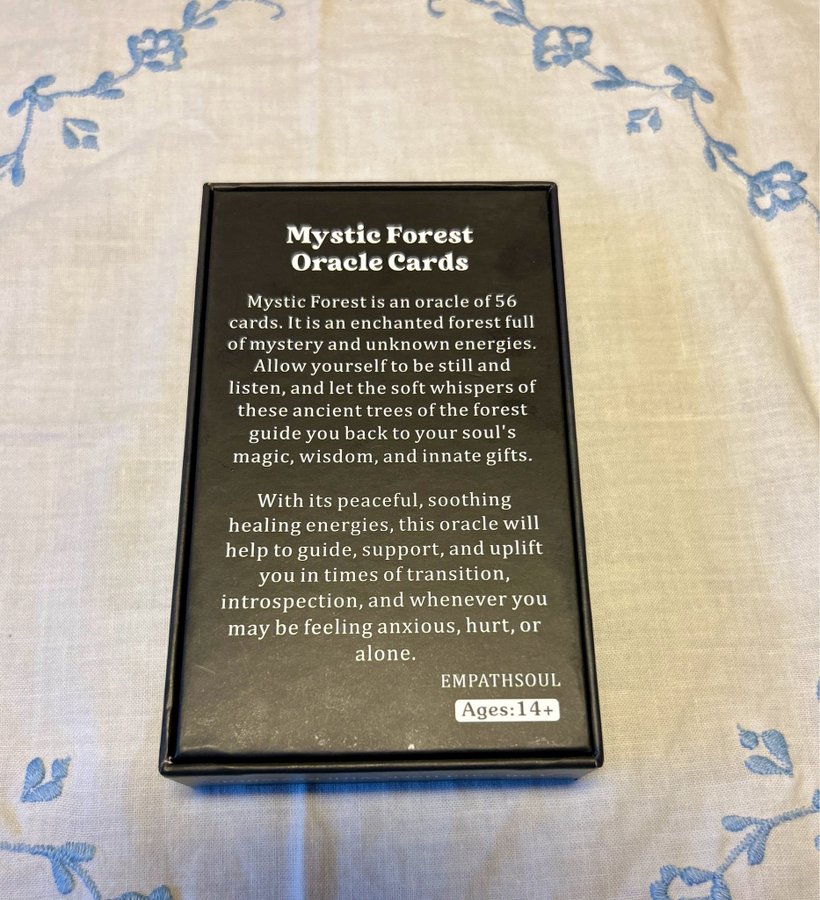 Mystic Forest
Oracle Cards
Mystic Forest is an oracle of 56
cards. It is an enchanted forest full
of mystery and unknown energies.
Allow yourself to be still and
listen, and let the soft whispers of
these ancient trees of the forest
guide you back to your soul's
magic, wisdom, and innate gifts.
With its peaceful, soothing
healing energies, this oracle will
help to guide, support, and uplift
you in times of transition,
introspection, and whenever you
may be feeling anxious, hurt, or
alone.
EMPATHSOUL
Ages:14+